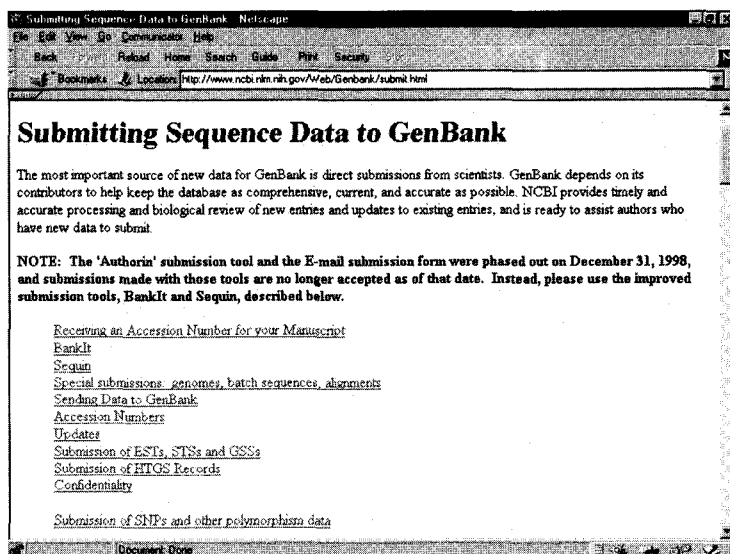 Submitting Sequence Data to GenBank - Netscape
File Edit View Go Communicator Help
Back Reload Home Search Guide Print Security
Bookmarks Location: http://www.ncbi.nlm.nih.gov/Web/Genbank/submit.html
Submitting Sequence Data to GenBank
The most important source of new data for GenBank is direct submissions from scientists. GenBank depends on its
contributors to help keep the database as comprehensive, current, and accurate as possible. NCBI provides timely and
accurate processing and biological review of new entries and updates to existing entries, and is ready to assist authors who
have new data to submit.
NOTE: The 'Authorin' submission tool and the E-mail submission form were phased out on December 31, 1998,
and submissions made with those tools are no longer accepted as of that date. Instead, please use the improved
submission tools, BankIt and Sequin, described below.
Receiving an Accession Number for your Manuscript
BankIt
Sequin
Special submissions: genomes, batch sequences, alignments
Sending Data to GenBank
Accession Numbers
Updates
Submission of ESTs, STSs and GSSs
Submission of HTGS Records
Confidentiality
Submission of SNPs and other polymorphism data
Document: Done